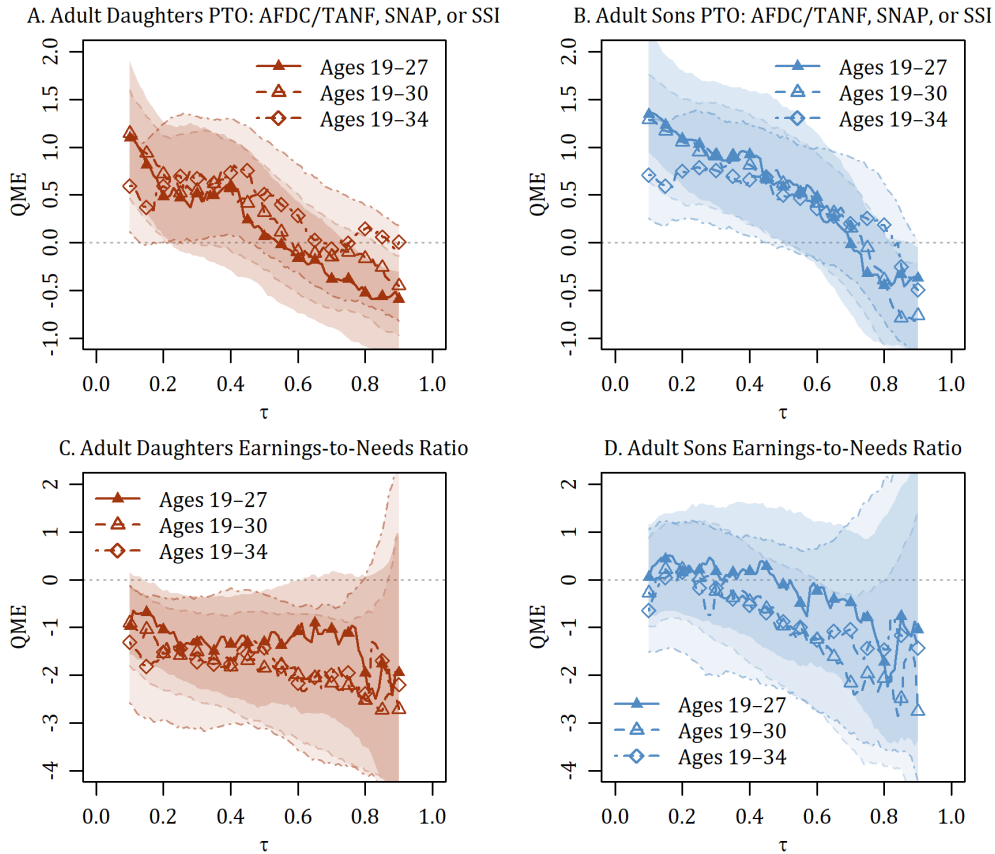 A. Adult Daughters PTO: AFDC/TANF, SNAP, or SSI
QME
2.0
1.5
1.0
0.5
0.0
-0.5
-1.0
Ages 19–27
Ages 19–30
Ages 19–34
0.0 0.2 0.4 0.6 0.8 1.0
τ
B. Adult Sons PTO: AFDC/TANF, SNAP, or SSI
QME
2.0
1.5
1.0
0.5
0.0
-0.5
-1.0
Ages 19–27
Ages 19–30
Ages 19–34
0.0 0.2 0.4 0.6 0.8 1.0
τ
C. Adult Daughters Earnings-to-Needs Ratio
QME
2
1
0
-1
-2
-3
-4
Ages 19–27
Ages 19–30
Ages 19–34
0.0 0.2 0.4 0.6 0.8 1.0
τ
D. Adult Sons Earnings-to-Needs Ratio
QME
2
1
0
-1
-2
-3
-4
Ages 19–27
Ages 19–30
Ages 19–34
0.0 0.2 0.4 0.6 0.8 1.0
τ